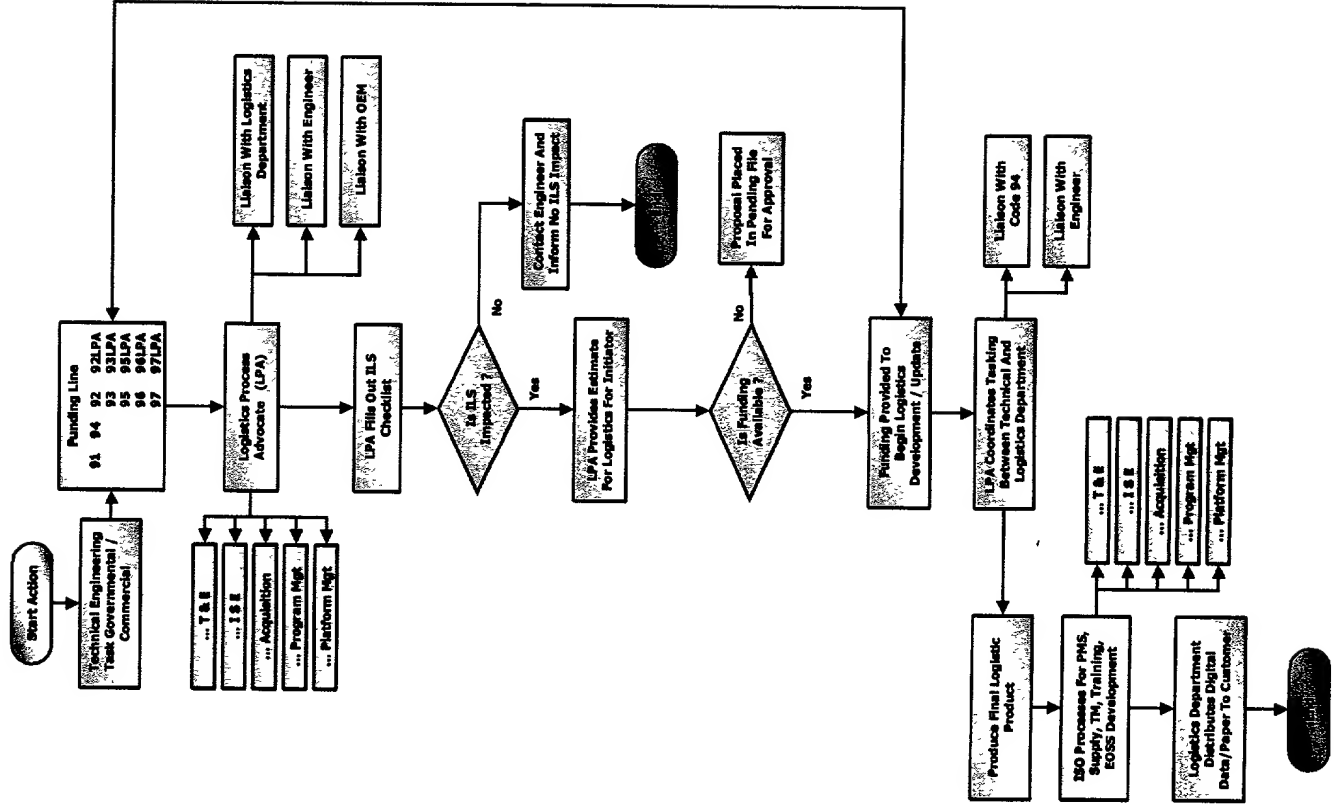 Start Action
Technical Engineering
Task Governmental /
Commercial
Funding Line
91 94 92 92LPA
93 93LPA
95 95LPA
96 96LPA
97 97LPA
Logistics Process
Advocate (LPA)
... T & E
... I S E
... Acquisition
... Program Mgt
... Platform Mgt
Liaison With Logistics
Department
Liaison With Engineer
Liaison With OEM
LPA Fills Out ILS
Checklist
Is ILS
Impacted ?
No
Contact Engineer And
Inform No ILS Impact
Yes
LPA Provides Estimate
For Logistics For Initiator
Is Funding
Available ?
No
Proposal Placed
In Pending File
For Approval
Yes
Funding Provided To
Begin Logistics
Development / Update
LPA Coordinates Tasking
Between Technical And
Logistics Department
Liaison With
Code 94
Liaison With
Engineer
Produce Final Logistic
Product
ISO Processes For PMS,
Supply, TM, Training,
EOSS Development
... T & E
... I S E
... Acquisition
... Program Mgt
... Platform Mgt
Logistics Department
Distributes Digital
Data/Paper To Customer